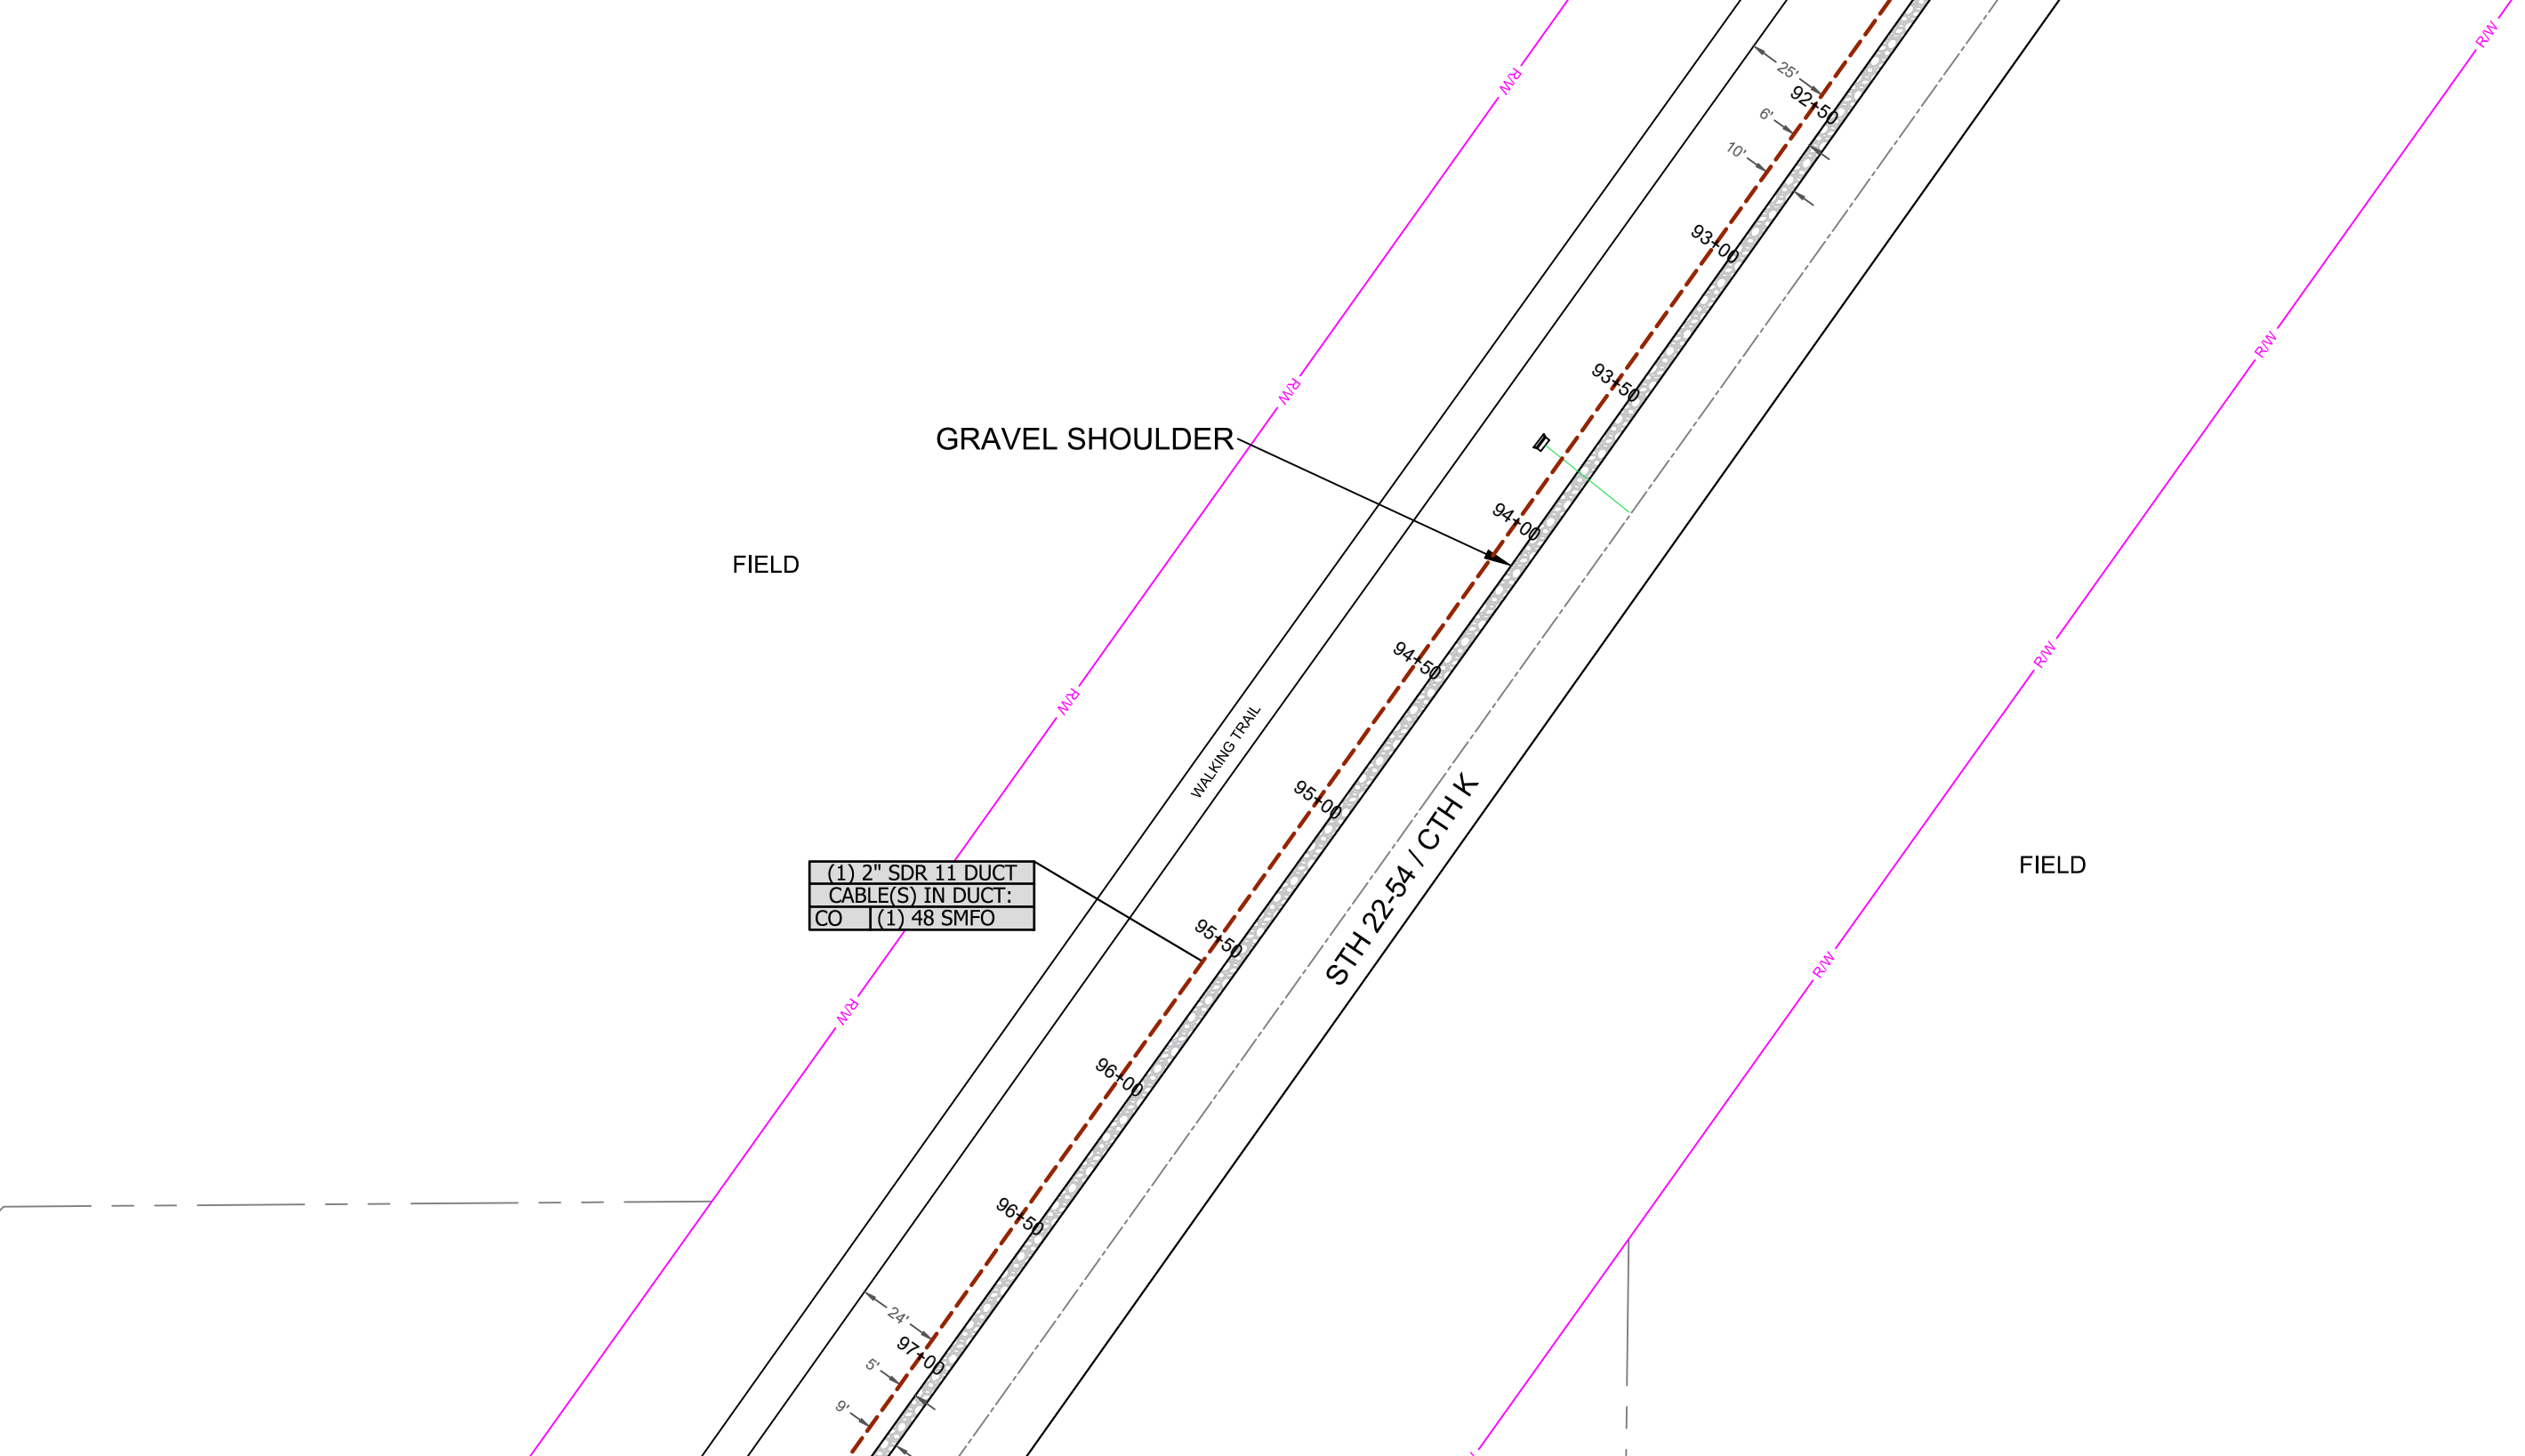 R/W
R/W
25'
92+50
6'
10'
93+00
R/W
93+50
R/W
GRAVEL SHOULDER
94+00
FIELD
94+50
R/W
R/W
WALKING TRAIL
95+00
STH 22-54 / CTH K
FIELD
(1) 2" SDR 11 DUCT
CABLE(S) IN DUCT:
CO (1) 48 SMFO
95+50
R/W
R/W
96+00
96+50
24'
97+00
5'
9'